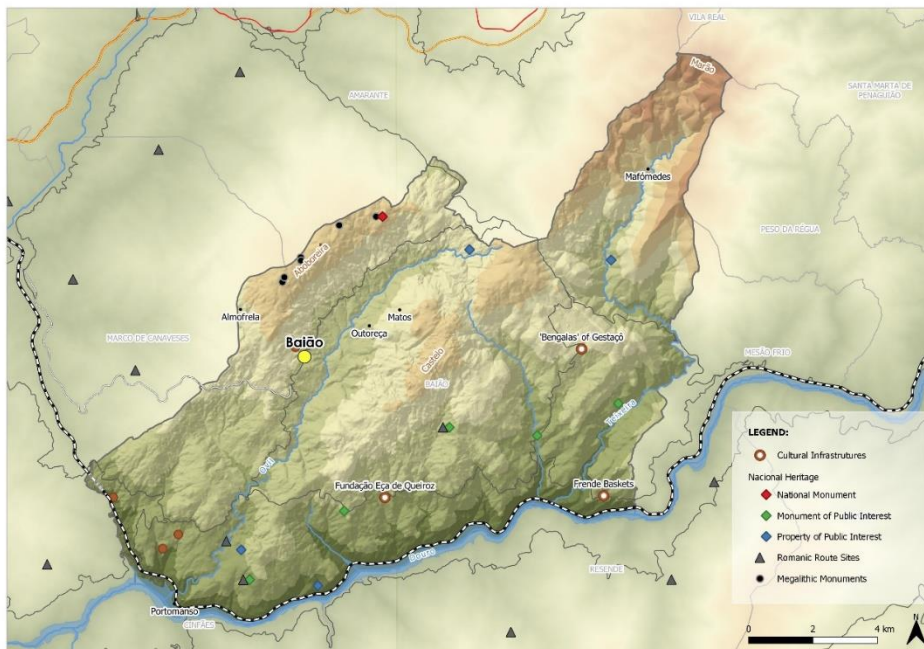 VILA REAL
Marão
AMARANTE
SANTA MARTA DE
PENAGUIÃO
Mafómedes
PESO DA RÉGUA
Aboboreira
Almofrela
Matos
Outoreça
MARCO DE CANAVESES
Baião
'Bengalas' of Gestaçô
Castelo
BAIÃO
MESÃO FRIO
Teixeira
Ovil
Fundação Eça de Queiroz
Frende Baskets
Douro
RESENDE
Portomanso
CINFÃES
LEGEND:
Cultural Infrastrutures
Nacional Heritage
National Monument
Monument of Public Interest
Property of Public Interest
Romanic Route Sites
Megalithic Monuments
N
0 2 4 km